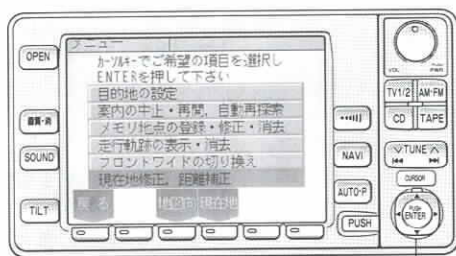 メニュー
カーソルキーでご希望の項目を選択し
ENTERを押して下さい
目的地の設定
案内の中止・再開，自動再探索
メモリ地点の登録・修正・消去
走行軌跡の表示・消去
フロントワイドの切り換え
現在地修正，距離補正
戻る
現在地
OPEN
画質・消
SOUND
TILT
VOL
PWR
TV1/2
AM・FM
CD
TAPE
TUNE
NAVI
CURSOR
AUTO-P
PUSH
PUSH
ENTER